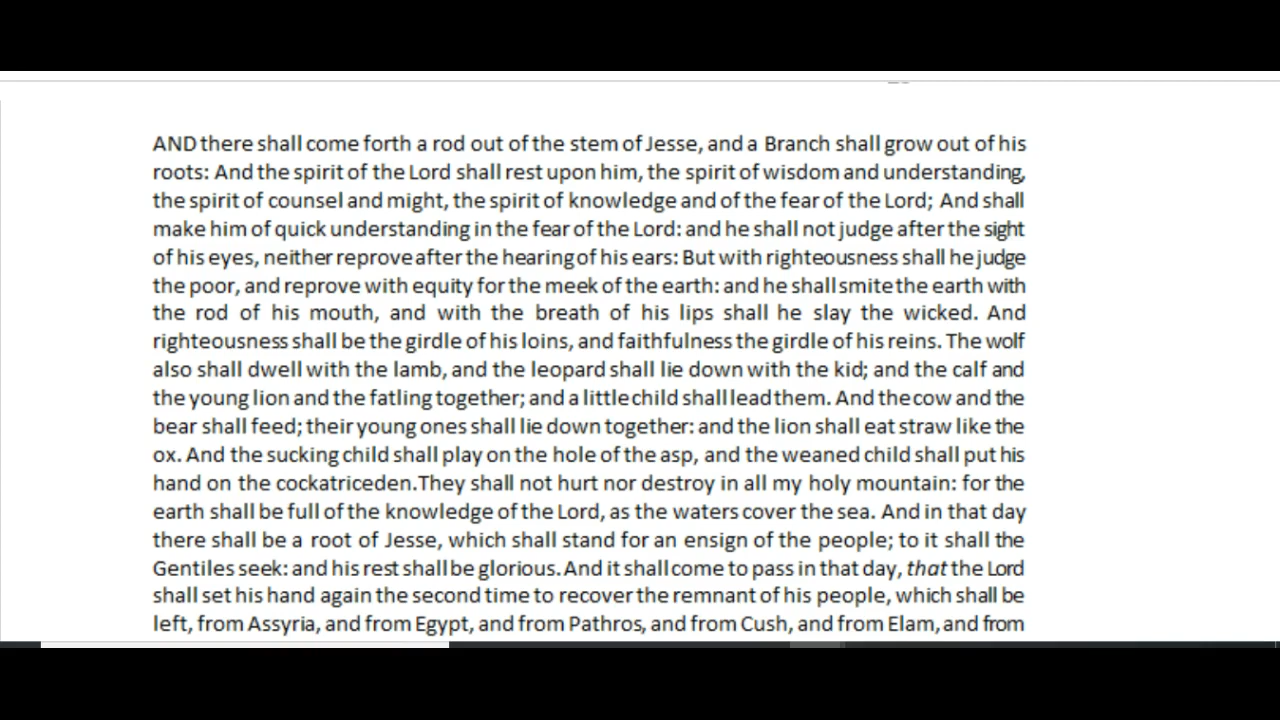 AND there shall come forth a rod out of the stem of Jesse, and a Branch shall grow out of his
roots: And the spirit of the Lord shall rest upon him, the spirit of wisdom and understanding,
the spirit of counsel and might, the spirit of knowledge and of the fear of the Lord; And shall
make him of quick understanding in the fear of the Lord: and he shall not judge after the sight
of his eyes, neither reprove after the hearing of his ears: But with righteousness shall he judge
the poor, and reprove with equity for the meek of the earth: and he shall smite the earth with
the rod of his mouth, and with the breath of his lips shall he slay the wicked. And
righteousness shall be the girdle of his loins, and faithfulness the girdle of his reins. The wolf
also shall dwell with the lamb, and the leopard shall lie down with the kid; and the calf and
the young lion and the fatling together; and a little child shall lead them. And the cow and the
bear shall feed; their young ones shall lie down together: and the lion shall eat straw like the
ox. And the sucking child shall play on the hole of the asp, and the weaned child shall put his
hand on the cockatriceden.They shall not hurt nor destroy in all my holy mountain: for the
earth shall be full of the knowledge of the Lord, as the waters cover the sea. And in that day
there shall be a root of Jesse, which shall stand for an ensign of the people; to it shall the
Gentiles seek: and his rest shall be glorious. And it shall come to pass in that day, that the Lord
shall set his hand again the second time to recover the remnant of his people, which shall be
left, from Assyria, and from Egypt, and from Pathros, and from Cush, and from Elam, and from